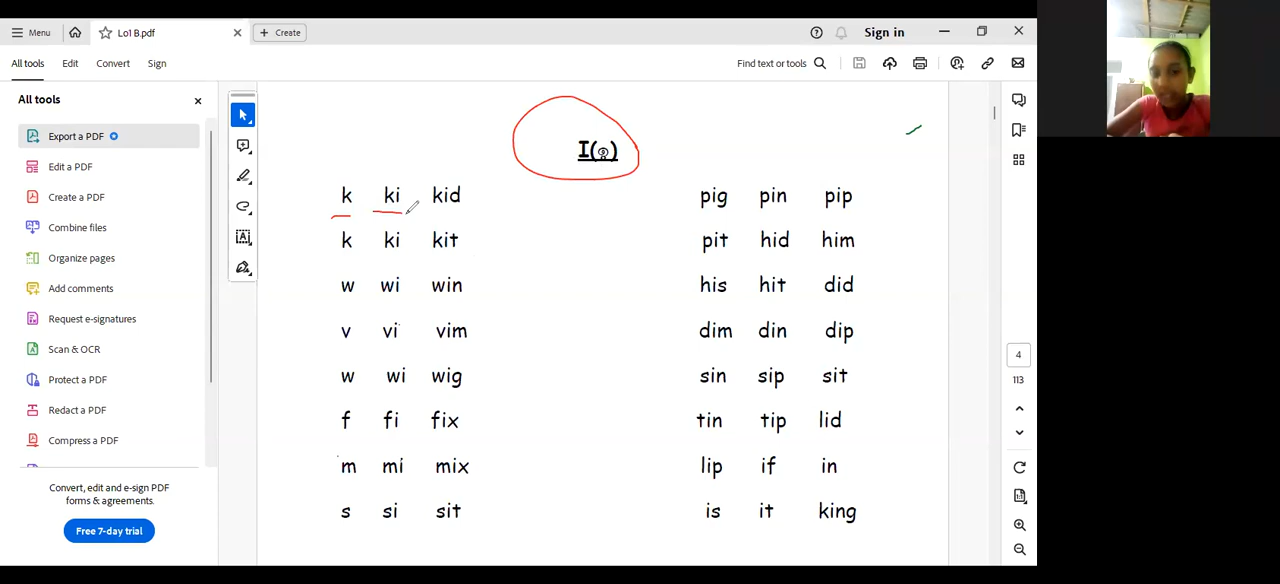 Menu
Lo1 B.pdf
Create
Sign in
All tools Edit Convert Sign
Find text or tools
All tools
Export a PDF
Edit a PDF
Create a PDF
Combine files
Organize pages
Add comments
Request e-signatures
Scan & OCR
Protect a PDF
Redact a PDF
Compress a PDF
Convert, edit and e-sign PDF
forms & agreements.
Free 7-day trial
k ki kid
k ki kit
w wi win
v vi vim
w wi wig
f fi fix
m mi mix
s si sit
pig pin pip
pit hid him
his hit did
dim din dip
sin sip sit
tin tip lid
lip if in
is it king
4
113